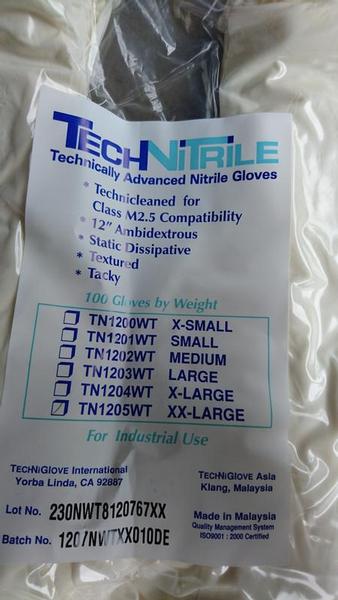 TECHNITRILE
Technically Advanced Nitrile Gloves
* Technicleaned for
Class M2.5 Compatibility
* 12" Ambidextrous
* Static Dissipative
* Textured
* Tacky
100 Gloves by Weight
TN1200WT X-SMALL
TN1201WT SMALL
TN1202WT MEDIUM
TN1203WT LARGE
TN1204WT X-LARGE
TN1205WT XX-LARGE
For Industrial Use
TECHNIGLOVE International
Yorba Linda, CA 92887
TECHNIGLOVE Asia
Klang, Malaysia
Lot No. 230NWT8120767XX
Made in Malaysia
Quality Management System
ISO9001 : 2000 Certified
Batch No. 1207NWTXX010DE